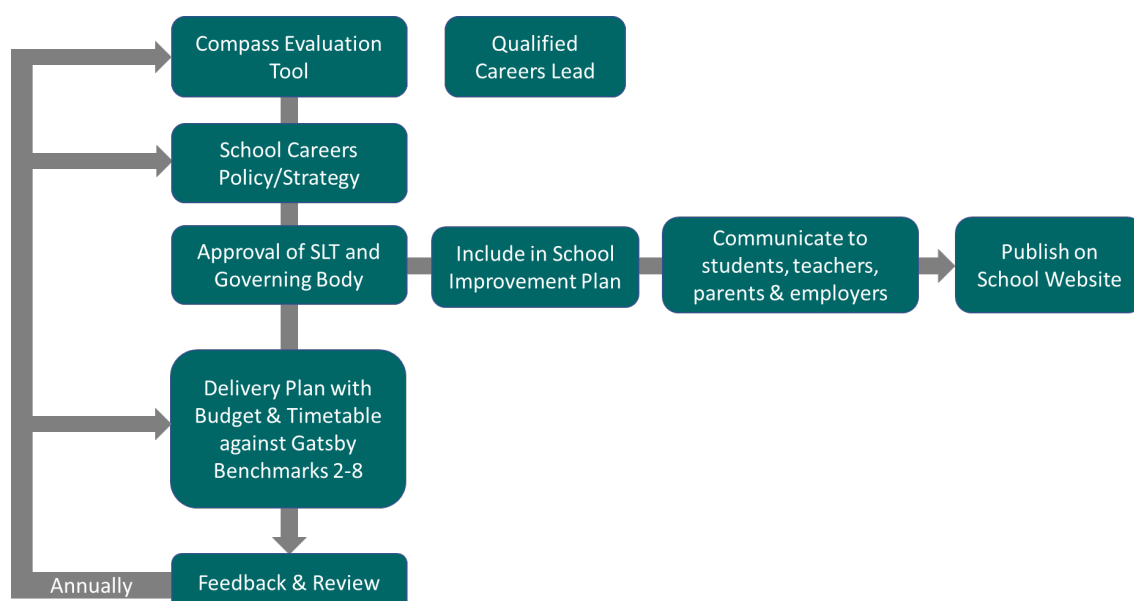 Compass Evaluation
Tool
Qualified
Careers Lead
School Careers
Policy/Strategy
Approval of SLT and
Governing Body
Include in School
Improvement Plan
Communicate to
students, teachers,
parents & employers
Publish on
School Website
Delivery Plan with
Budget & Timetable
against Gatsby
Benchmarks 2-8
Annually
Feedback & Review